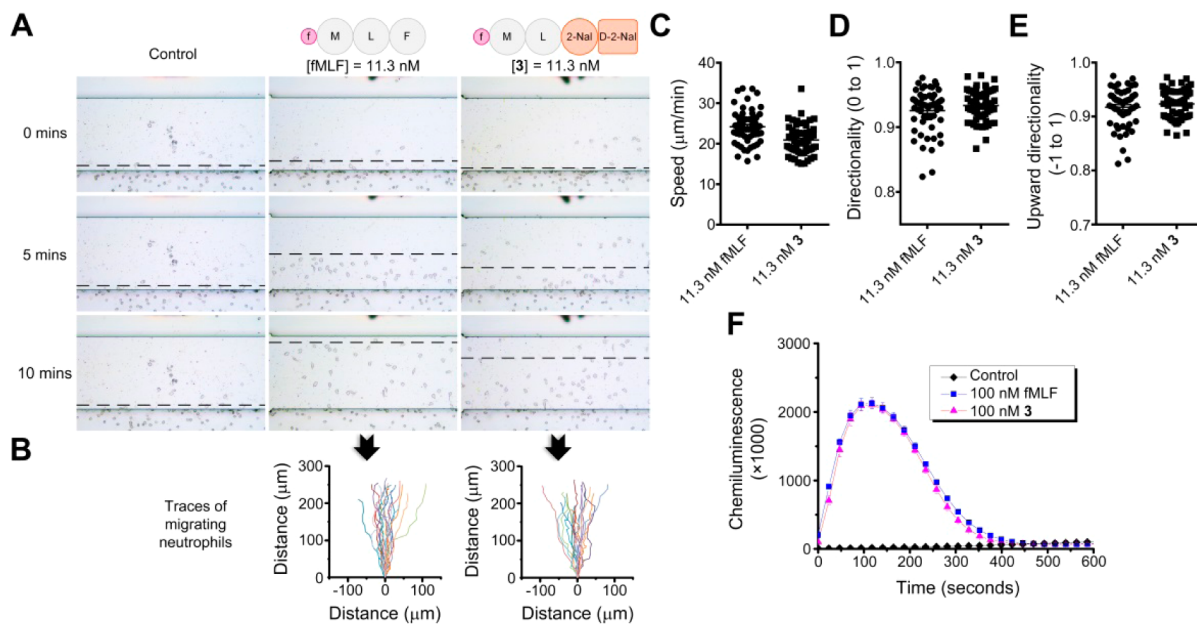 A
Control
f M L F
[fMLF] = 11.3 nM
f M L 2-Nal D-2-Nal
[3] = 11.3 nM
0 mins
5 mins
10 mins
B
Traces of
migrating
neutrophils
Distance (μm)
300
200
100
0
-100 0 100
Distance (μm)
Distance (μm)
300
200
100
0
-100 0 100
Distance (μm)
C
Speed (μm/min)
40
30
20
10
0
11.3 nM fMLF
11.3 nM 3
D
Directionality (0 to 1)
1.0
0.9
0.8
11.3 nM fMLF
11.3 nM 3
E
Upward directionality
(-1 to 1)
1.0
0.9
0.8
0.7
11.3 nM fMLF
11.3 nM 3
F
Chemiluminescence
(×1000)
3000
2000
1000
0
Control
100 nM fMLF
100 nM 3
0 100 200 300 400 500 600
Time (seconds)